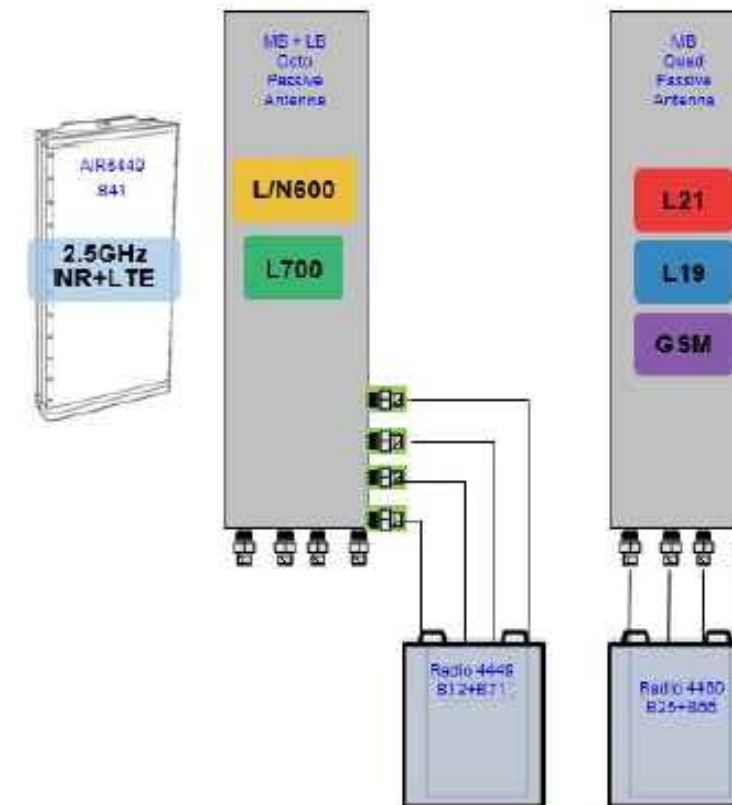 MB + LB
Octo
Passive
Antenna
MB
Quad
Passive
Antenna
AIR6449
B41
2.5GHz
NR+LTE
L/N600
L700
L21
L19
GSM
Radio 4449
B12+B71
Radio 4460
B25+B66